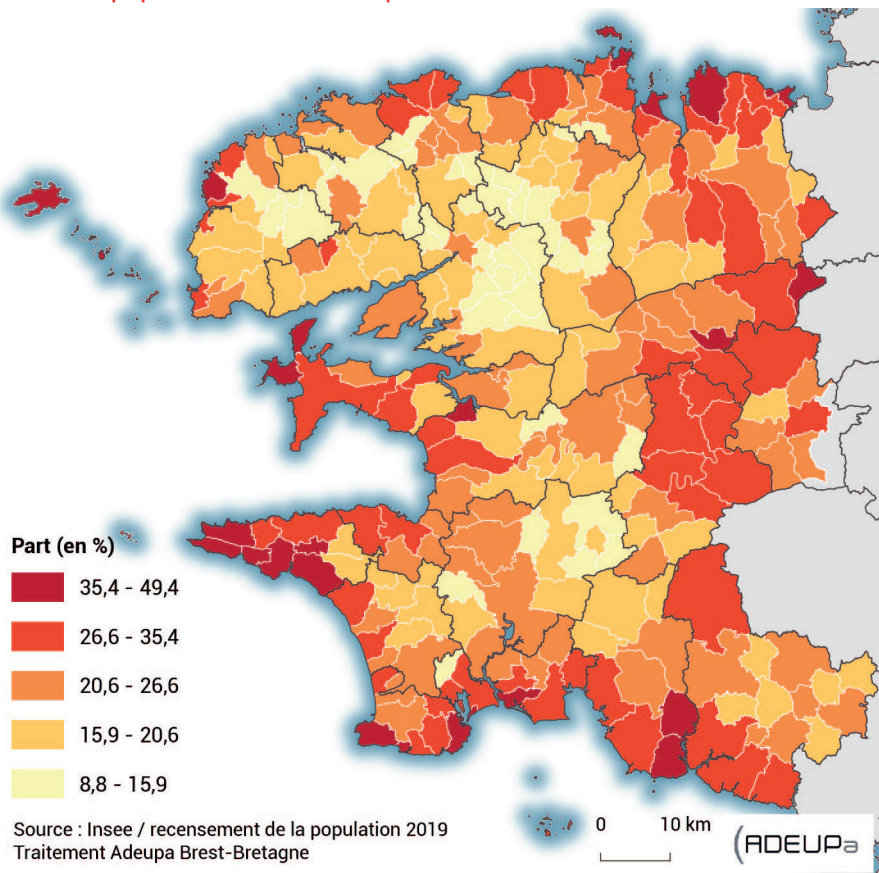 Part (en %)
35,4 - 49,4
26,6 - 35,4
20,6 - 26,6
15,9 - 20,6
8,8 - 15,9
Source : Insee / recensement de la population 2019
Traitement Adeupa Brest-Bretagne
0 10 km
(ADEUPa